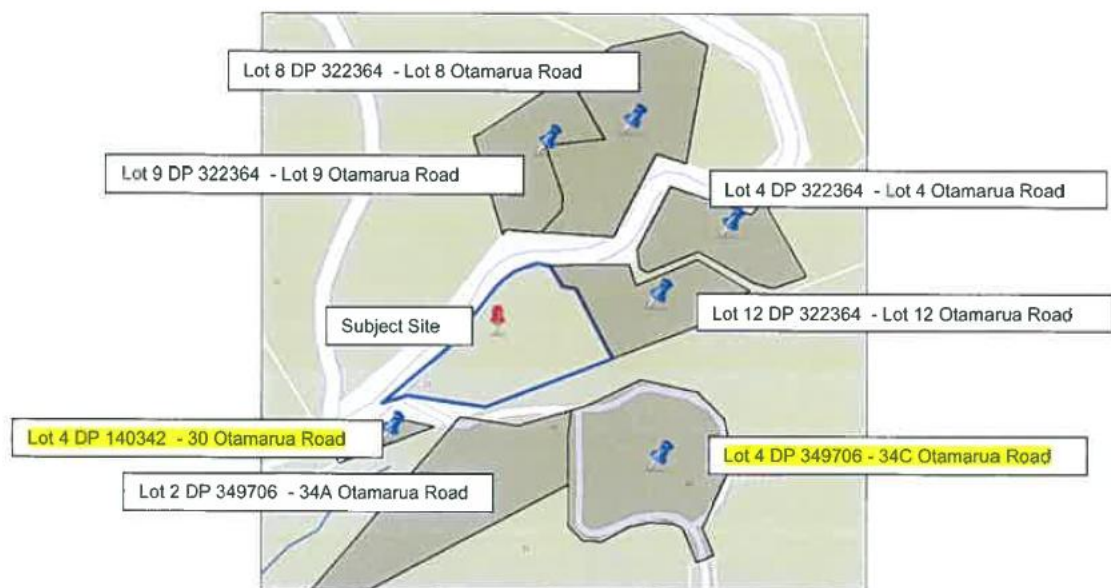 Lot 8 DP 322364 - Lot 8 Otamarua Road
Lot 9 DP 322364 - Lot 9 Otamarua Road
Lot 4 DP 322364 - Lot 4 Otamarua Road
Lot 12 DP 322364 - Lot 12 Otamarua Road
Subject Site
Lot 4 DP 140342 - 30 Otamarua Road
Lot 4 DP 349706 - 34C Otamarua Road
Lot 2 DP 349706 - 34A Otamarua Road